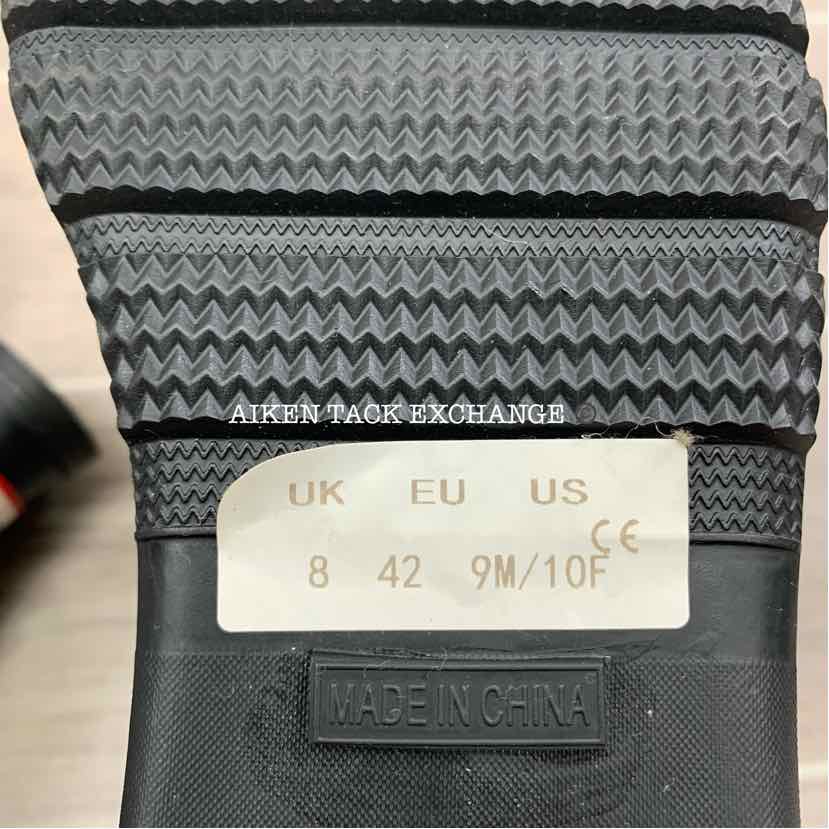 AIKEN TACK EXCHANGE ©
UK EU US
CE
8 42 9M/10F
MADE IN CHINA